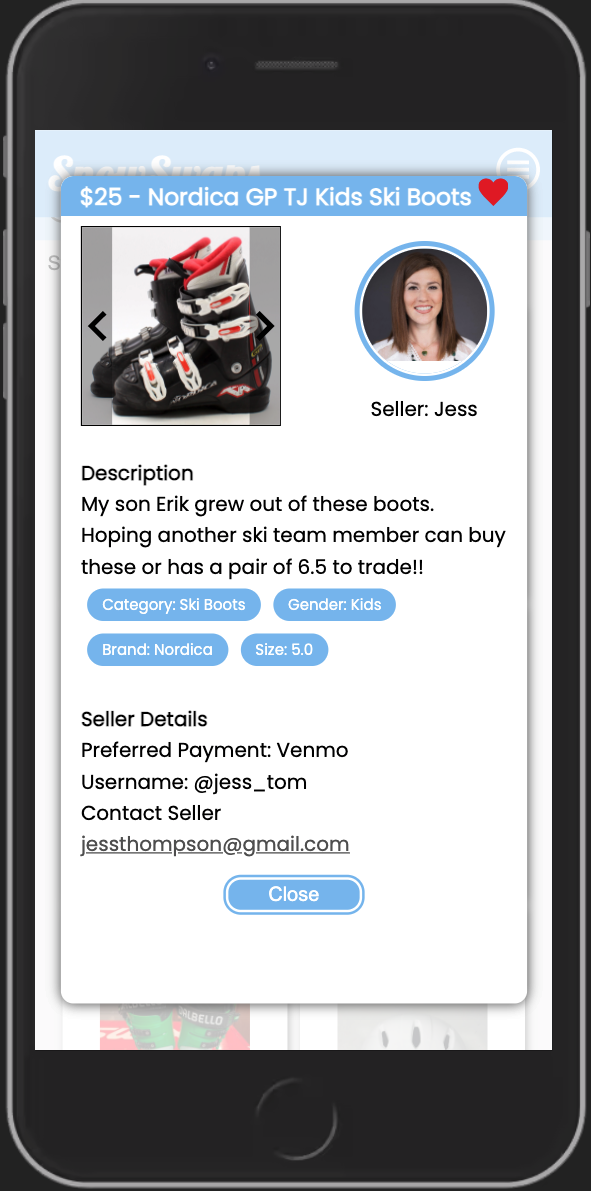 SnowSwaps
$25 - Nordica GP TJ Kids Ski Boots
S
Seller: Jess
Description
My son Erik grew out of these boots.
Hoping another ski team member can buy
these or has a pair of 6.5 to trade!!
Category: Ski Boots
Gender: Kids
Brand: Nordica
Size: 5.0
Seller Details
Preferred Payment: Venmo
Username: @jess_tom
Contact Seller
jessthompson@gmail.com
Close
DALBELLO